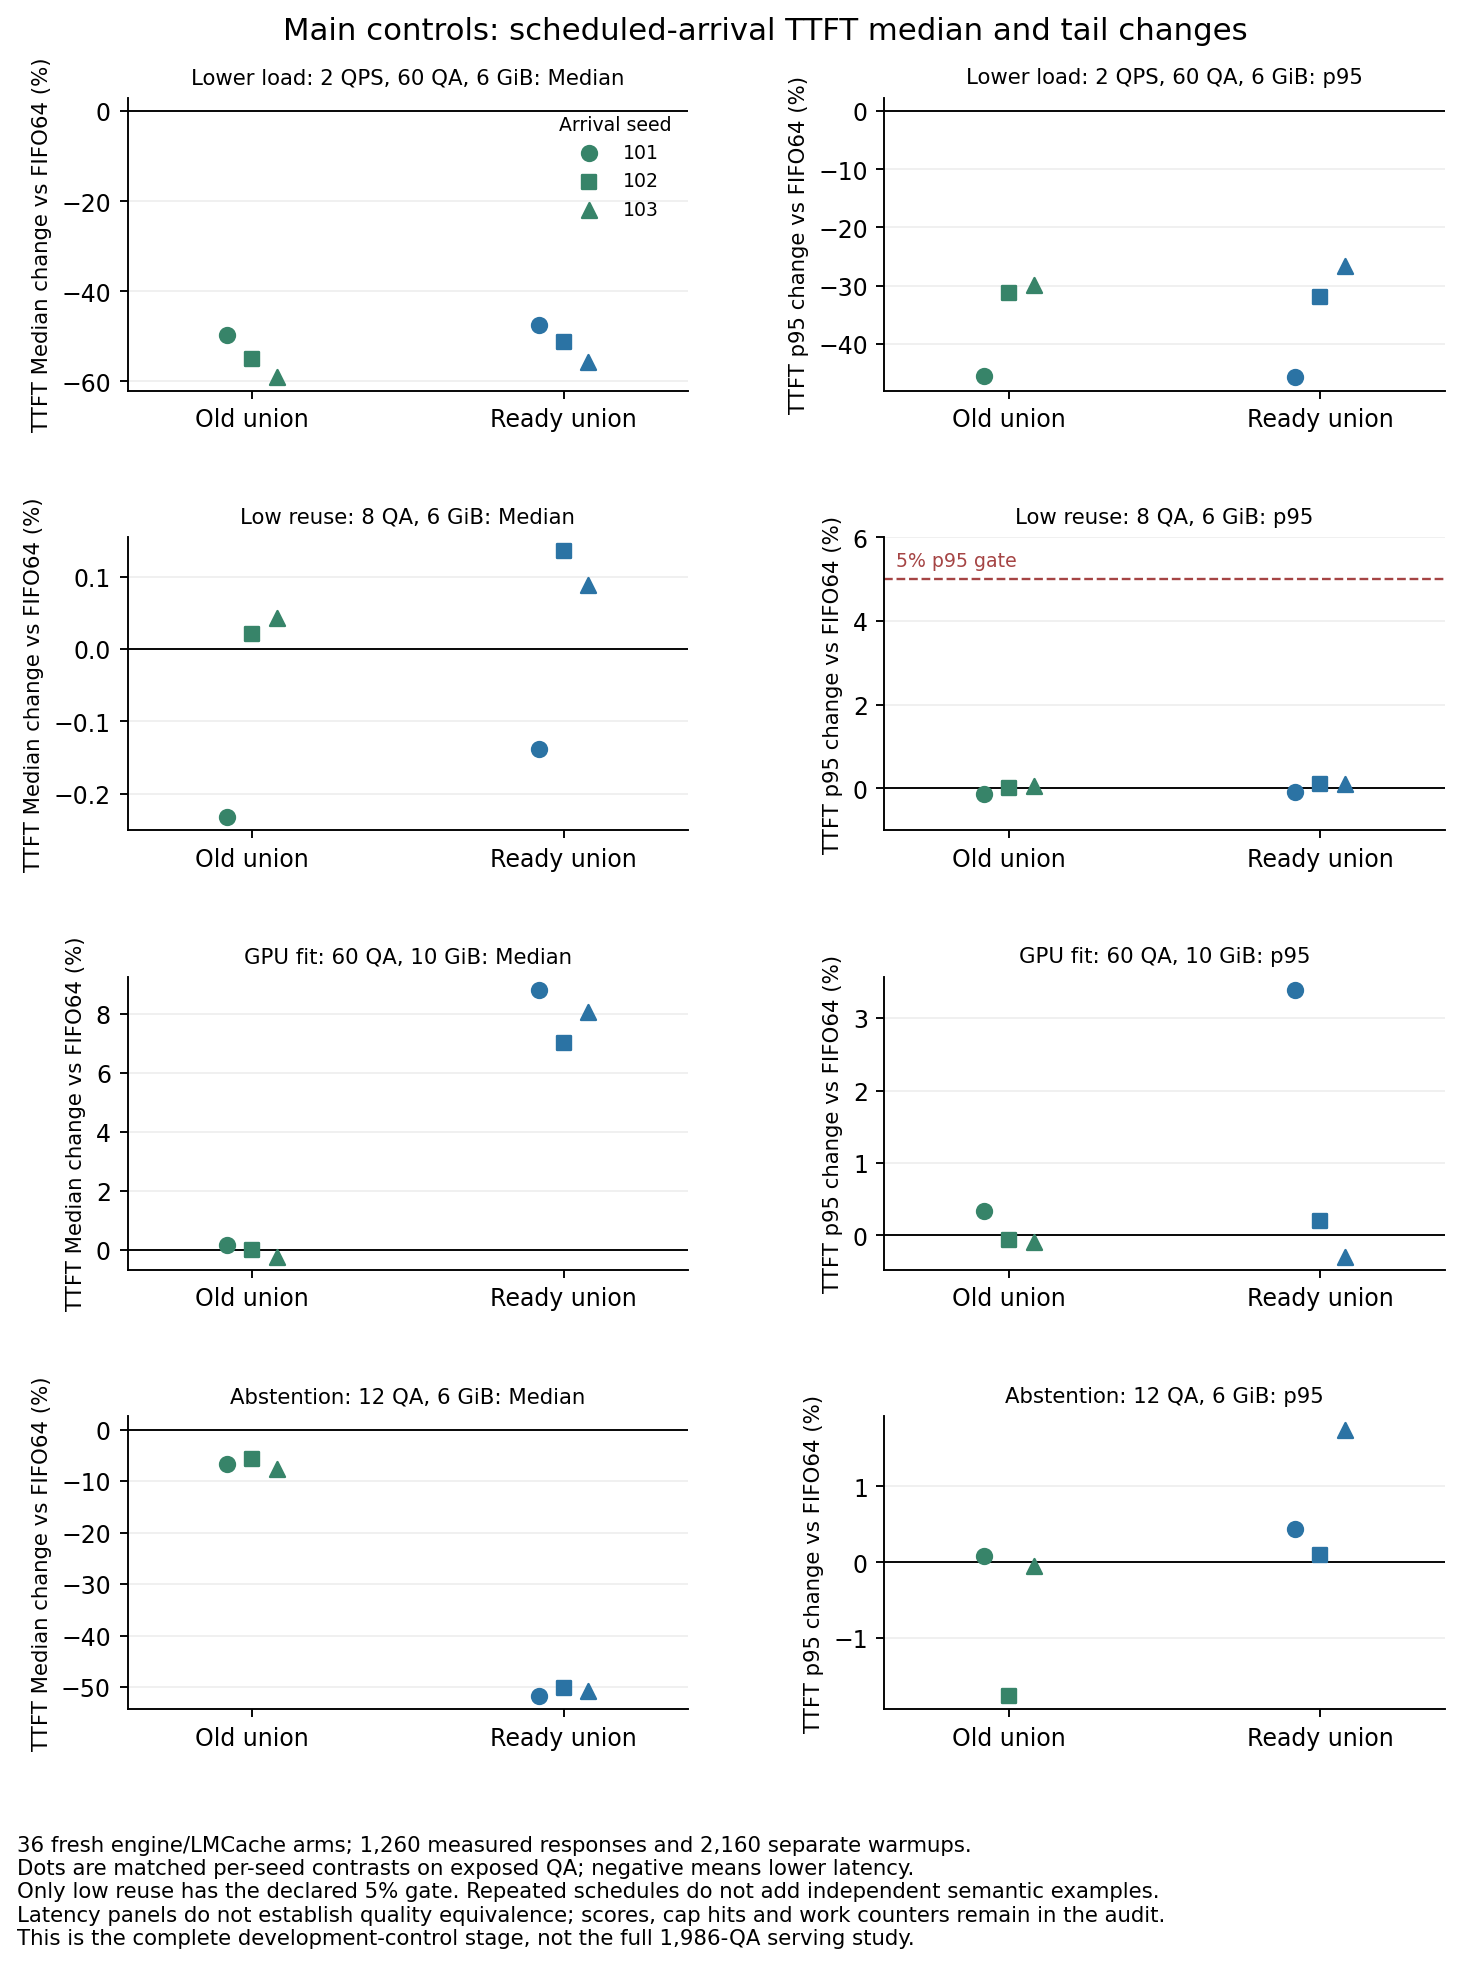 Main controls: scheduled-arrival TTFT median and tail changes
Lower load: 2 QPS, 60 QA, 6 GiB: Median
TTFT Median change vs FIFO64 (%)
0
−20
−40
−60
Arrival seed
101
102
103
Old union
Ready union
Lower load: 2 QPS, 60 QA, 6 GiB: p95
TTFT p95 change vs FIFO64 (%)
0
−10
−20
−30
−40
Old union
Ready union
Low reuse: 8 QA, 6 GiB: Median
TTFT Median change vs FIFO64 (%)
0.1
0.0
−0.1
−0.2
Old union
Ready union
Low reuse: 8 QA, 6 GiB: p95
TTFT p95 change vs FIFO64 (%)
6
4
2
0
5% p95 gate
Old union
Ready union
GPU fit: 60 QA, 10 GiB: Median
TTFT Median change vs FIFO64 (%)
8
6
4
2
0
Old union
Ready union
GPU fit: 60 QA, 10 GiB: p95
TTFT p95 change vs FIFO64 (%)
3
2
1
0
Old union
Ready union
Abstention: 12 QA, 6 GiB: Median
TTFT Median change vs FIFO64 (%)
0
−10
−20
−30
−40
−50
Old union
Ready union
Abstention: 12 QA, 6 GiB: p95
TTFT p95 change vs FIFO64 (%)
1
0
−1
Old union
Ready union
36 fresh engine/LMCache arms; 1,260 measured responses and 2,160 separate warmups.
Dots are matched per-seed contrasts on exposed QA; negative means lower latency.
Only low reuse has the declared 5% gate. Repeated schedules do not add independent semantic examples.
Latency panels do not establish quality equivalence; scores, cap hits and work counters remain in the audit.
This is the complete development-control stage, not the full 1,986-QA serving study.